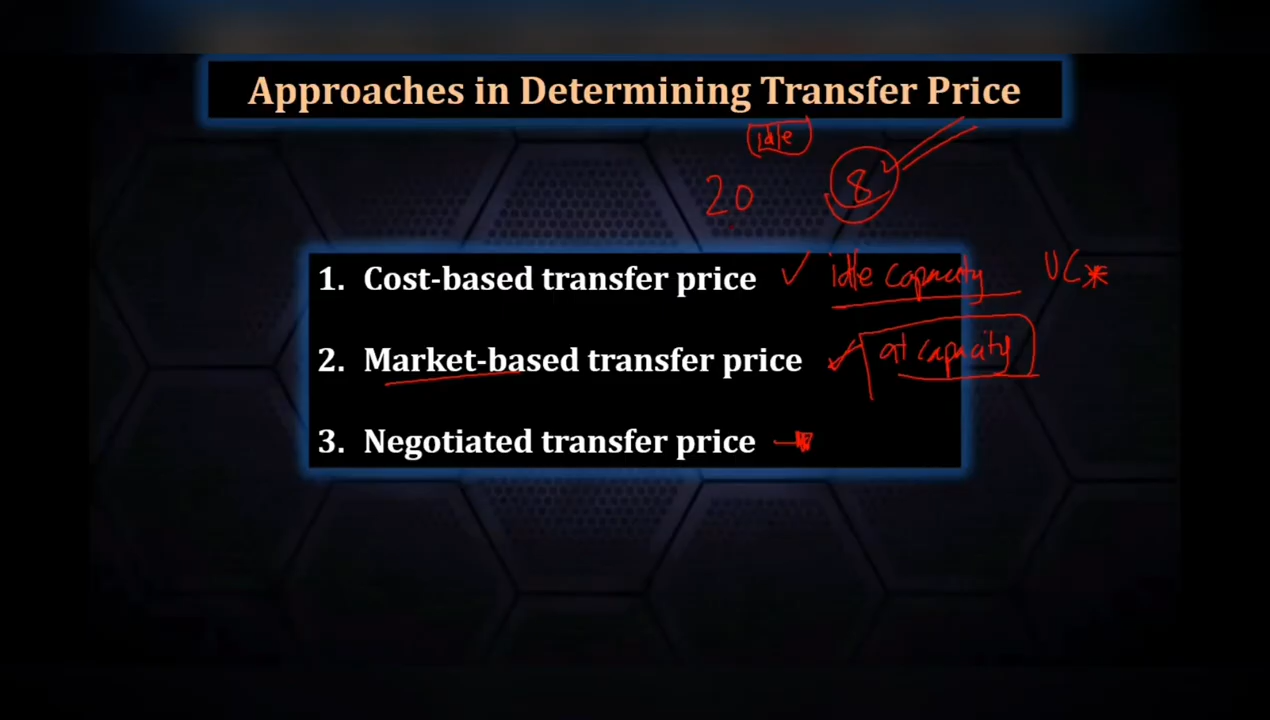 Approaches in Determining Transfer Price
idle
20 8
1. Cost-based transfer price idle capacity VC*
2. Market-based transfer price at capacity
3. Negotiated transfer price